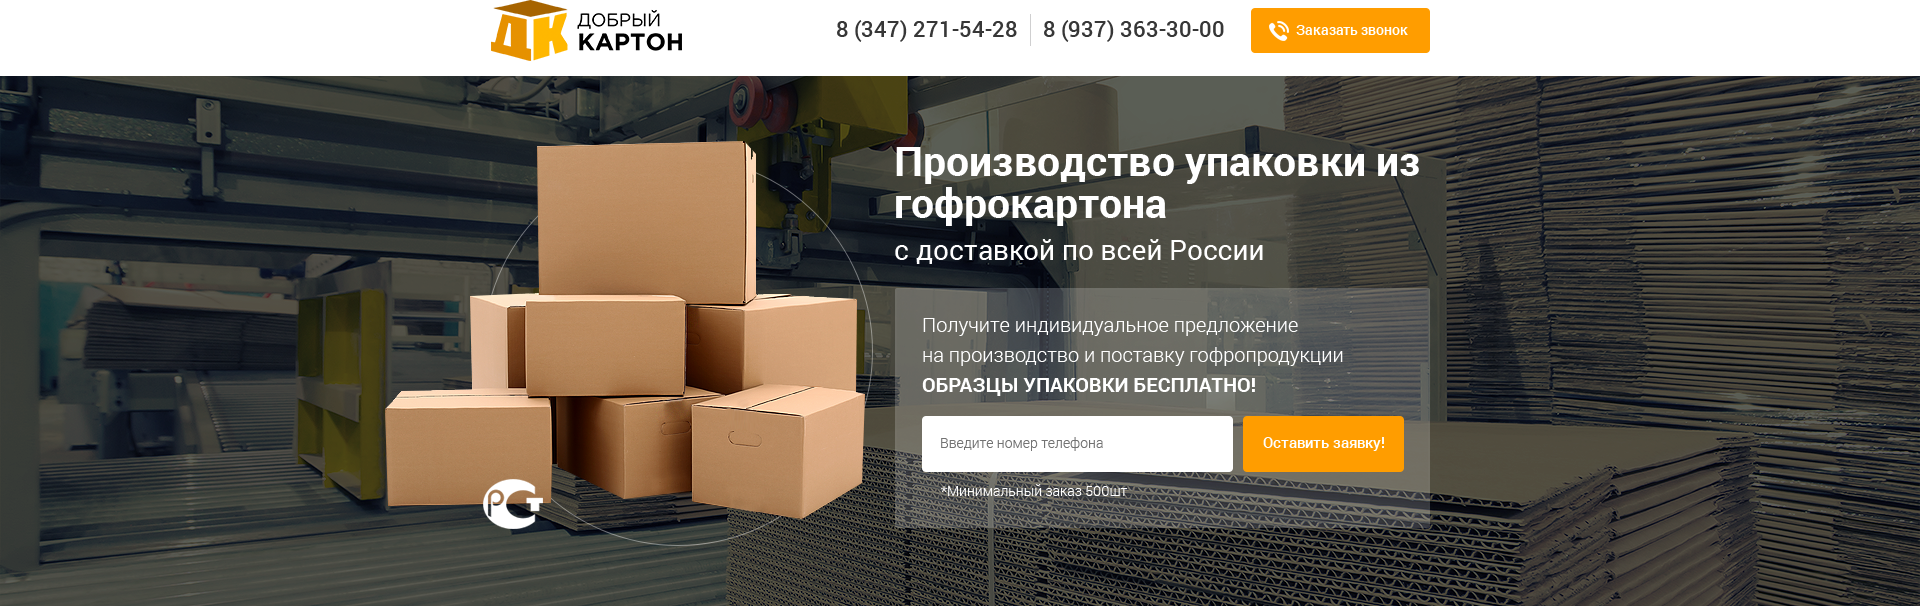 ДК
ДОБРЫЙ
КАРТОН
8 (347) 271-54-28
8 (937) 363-30-00
Заказать звонок
Производство упаковки из
гофрокартона
с доставкой по всей России
Получите индивидуальное предложение
на производство и поставку гофропродукции
ОБРАЗЦЫ УПАКОВКИ БЕСПЛАТНО!
Введите номер телефона
Оставить заявку!
*Минимальный заказ 500шт
РСТ